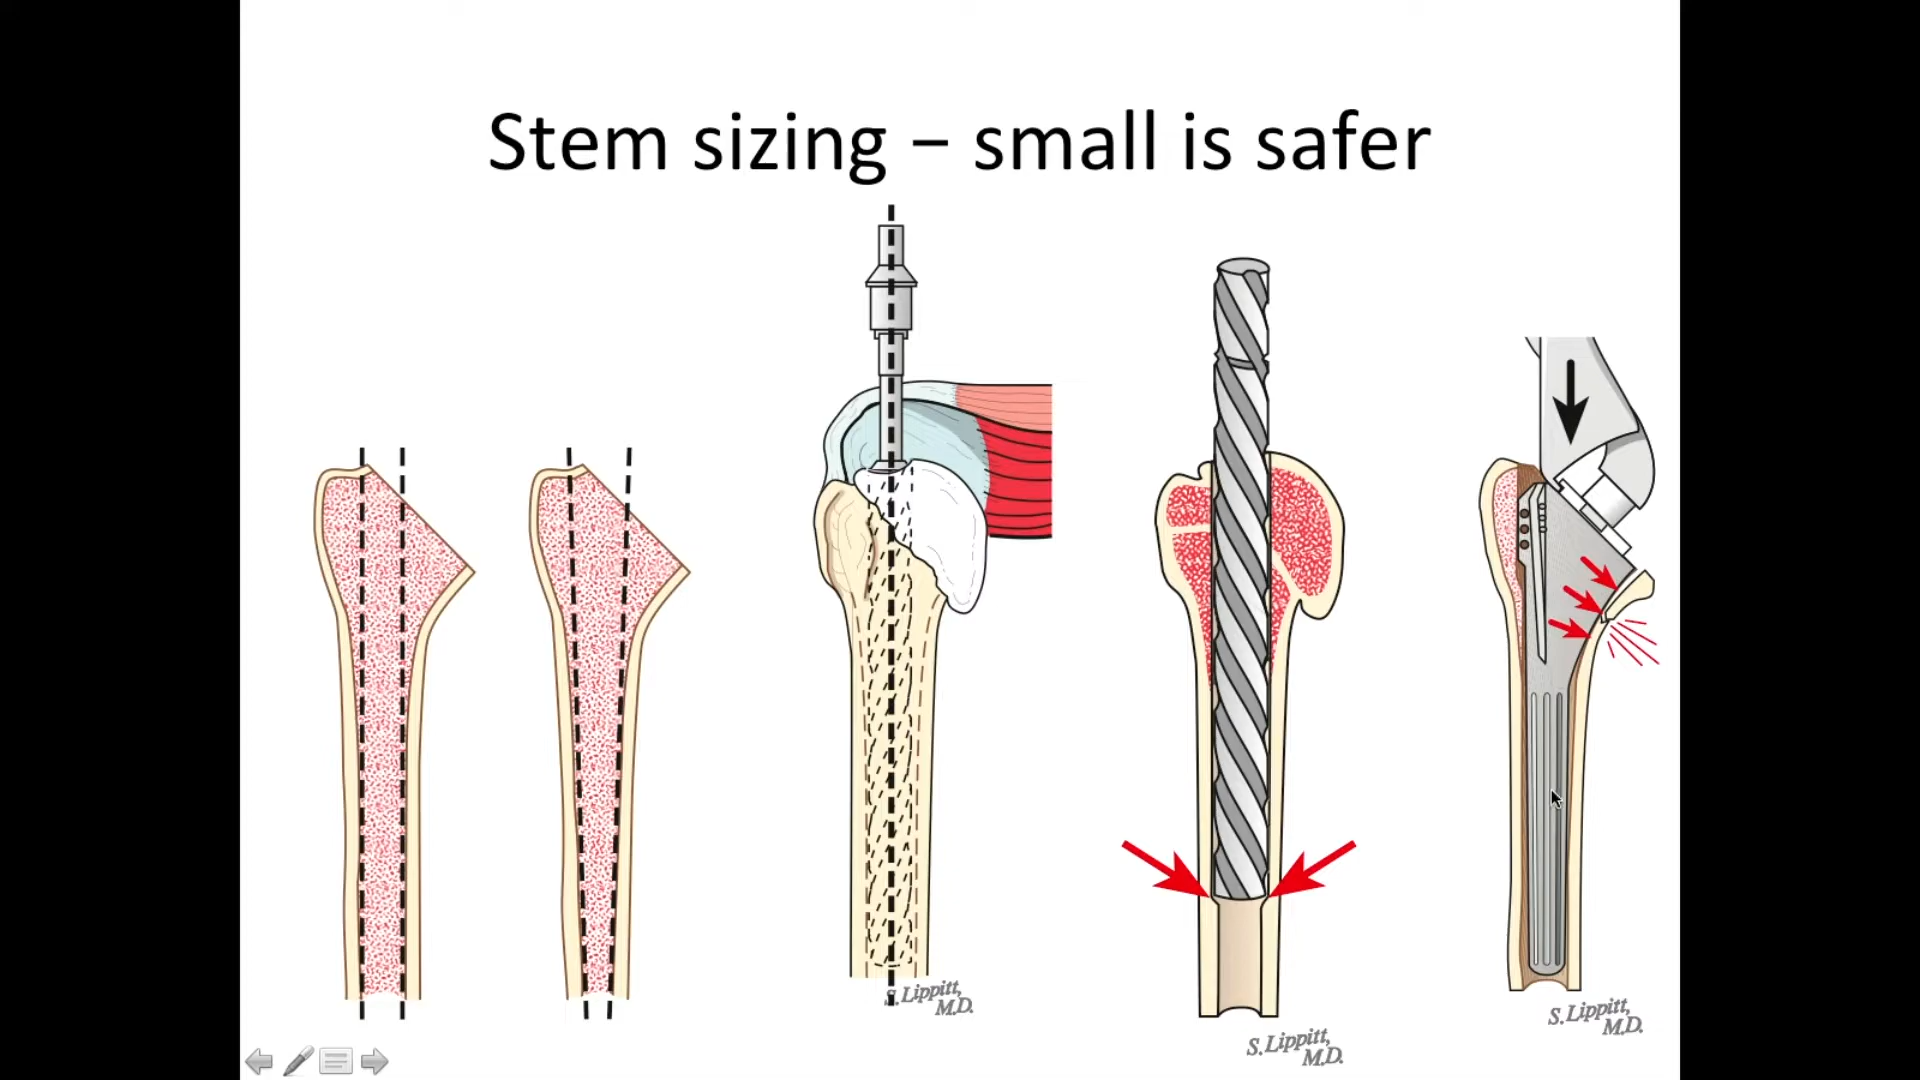 Stem sizing – small is safer
S. Lippitt,
M.D.
S. Lippitt,
M.D.
S. Lippitt,
M.D.